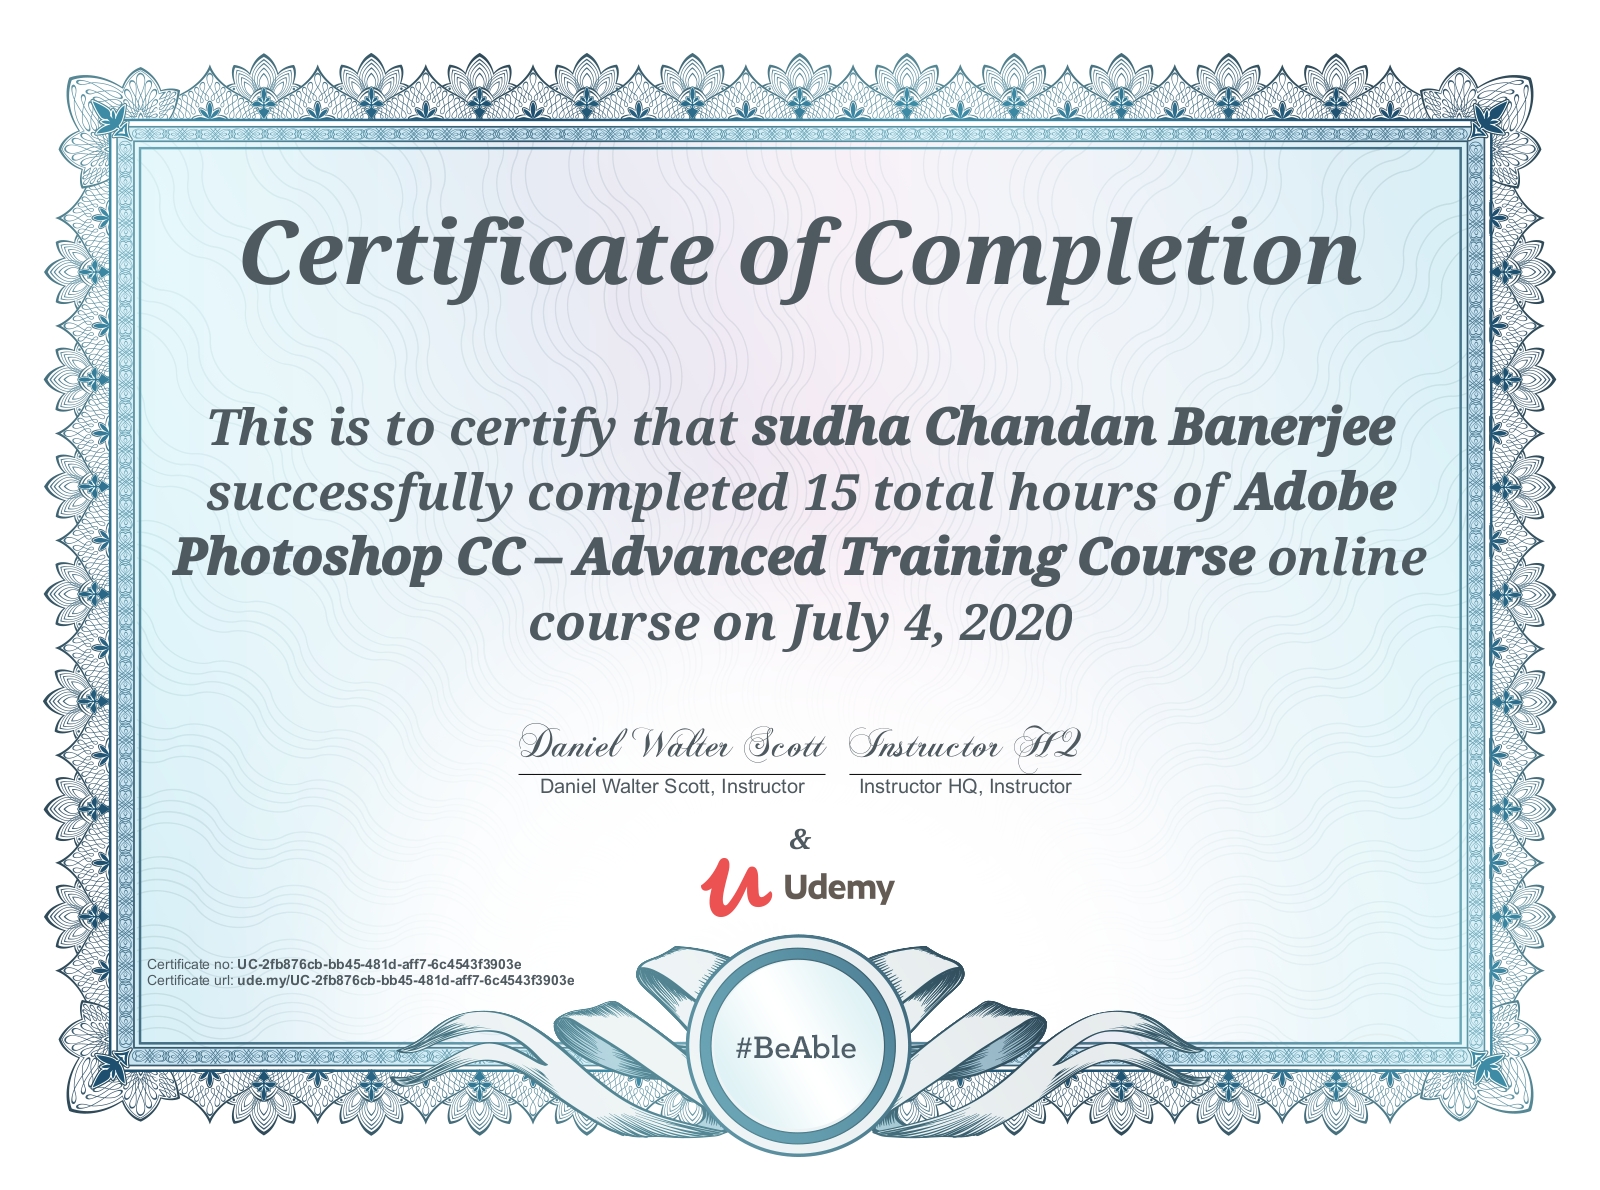 Certificate of Completion
This is to certify that sudha Chandan Banerjee
successfully completed 15 total hours of Adobe
Photoshop CC – Advanced Training Course online
course on July 4, 2020
Daniel Walter Scott Instructor HQ
Daniel Walter Scott, Instructor Instructor HQ, Instructor
&
Udemy
Certificate no: UC-2fb876cb-bb45-481d-aff7-6c4543f3903e
Certificate url: ude.my/UC-2fb876cb-bb45-481d-aff7-6c4543f3903e
#BeAble